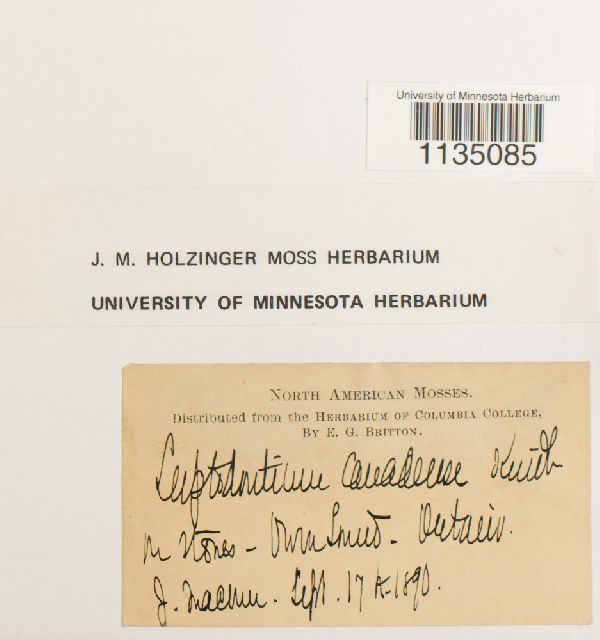 University of Minnesota Herbarium
1135085
J. M. HOLZINGER MOSS HERBARIUM
UNIVERSITY OF MINNESOTA HERBARIUM
NORTH AMERICAN MOSSES.
Distributed from the HERBARIUM OF COLUMBIA COLLEGE,
BY E. G. BRITTON.
Leptodontium canadense Kindb
on stones - Owen Sound - Ontario.
J. Macoun. Sept. 17th 1890.